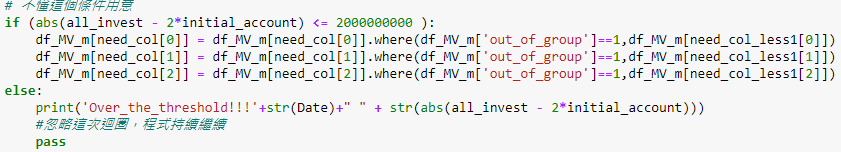 # 不懂這個條件用意
if (abs(all_invest - 2*initial_account) <= 2000000000 ):
    df_MV_m[need_col[0]] = df_MV_m[need_col[0]].where(df_MV_m['out_of_group']==1,df_MV_m[need_col_less1[0]])
    df_MV_m[need_col[1]] = df_MV_m[need_col[1]].where(df_MV_m['out_of_group']==1,df_MV_m[need_col_less1[1]])
    df_MV_m[need_col[2]] = df_MV_m[need_col[2]].where(df_MV_m['out_of_group']==1,df_MV_m[need_col_less1[2]])
else:
    print('Over_the_threshold!!!'+str(Date)+" " + str(abs(all_invest - 2*initial_account)))
    #忽略這次迴圈，程式持續繼續
    pass